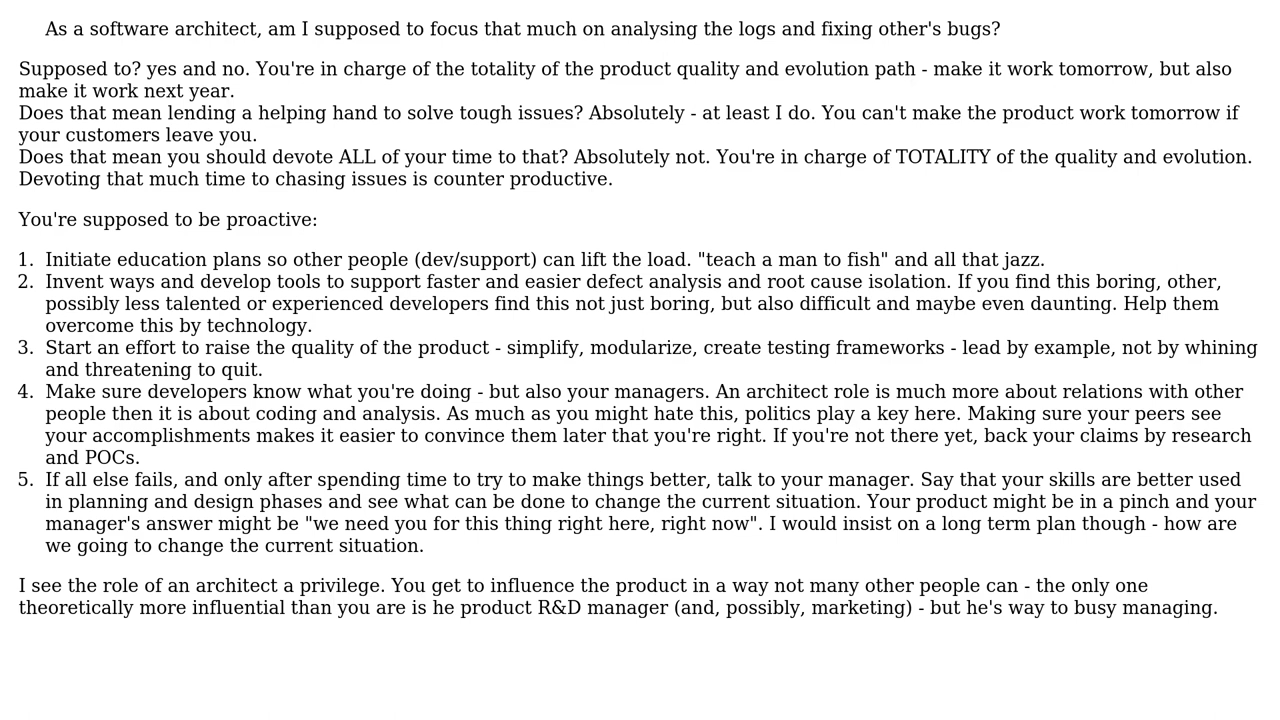 As a software architect, am I supposed to focus that much on analysing the logs and fixing other's bugs?
Supposed to? yes and no. You're in charge of the totality of the product quality and evolution path - make it work tomorrow, but also
make it work next year.
Does that mean lending a helping hand to solve tough issues? Absolutely - at least I do. You can't make the product work tomorrow if
your customers leave you.
Does that mean you should devote ALL of your time to that? Absolutely not. You're in charge of TOTALITY of the quality and evolution.
Devoting that much time to chasing issues is counter productive.
You're supposed to be proactive:
1. Initiate education plans so other people (dev/support) can lift the load. "teach a man to fish" and all that jazz.
2. Invent ways and develop tools to support faster and easier defect analysis and root cause isolation. If you find this boring, other,
possibly less talented or experienced developers find this not just boring, but also difficult and maybe even daunting. Help them
overcome this by technology.
3. Start an effort to raise the quality of the product - simplify, modularize, create testing frameworks - lead by example, not by whining
and threatening to quit.
4. Make sure developers know what you're doing - but also your managers. An architect role is much more about relations with other
people then it is about coding and analysis. As much as you might hate this, politics play a key here. Making sure your peers see
your accomplishments makes it easier to convince them later that you're right. If you're not there yet, back your claims by research
and POCs.
5. If all else fails, and only after spending time to try to make things better, talk to your manager. Say that your skills are better used
in planning and design phases and see what can be done to change the current situation. Your product might be in a pinch and your
manager's answer might be "we need you for this thing right here, right now". I would insist on a long term plan though - how are
we going to change the current situation.
I see the role of an architect a privilege. You get to influence the product in a way not many other people can - the only one
theoretically more influential than you are is he product R&D manager (and, possibly, marketing) - but he's way to busy managing.